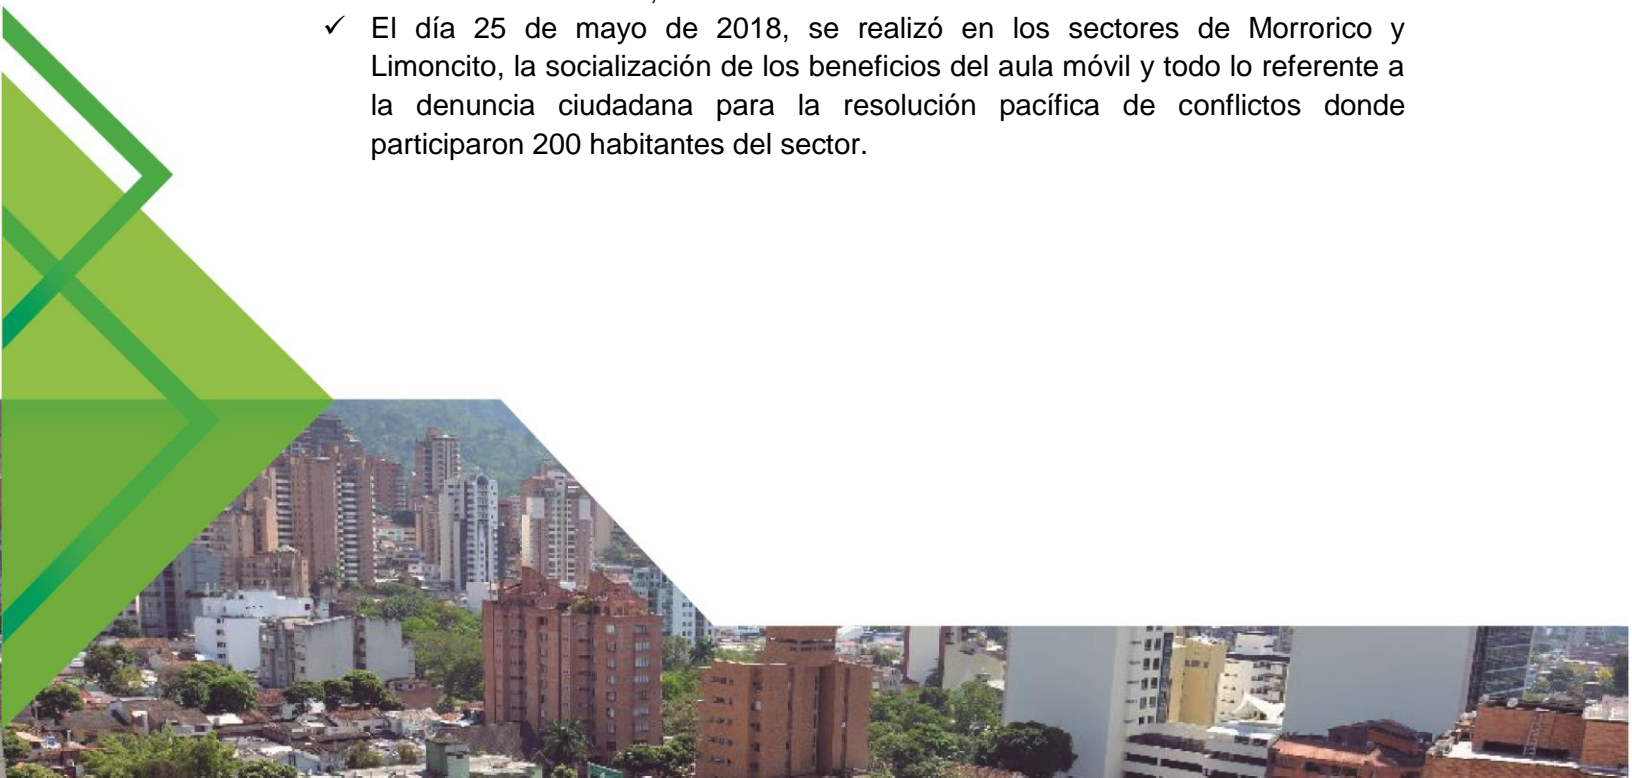 ✓ El día 25 de mayo de 2018, se realizó en los sectores de Morrorico y
Limoncito, la socialización de los beneficios del aula móvil y todo lo referente a
la denuncia ciudadana para la resolución pacífica de conflictos donde
participaron 200 habitantes del sector.